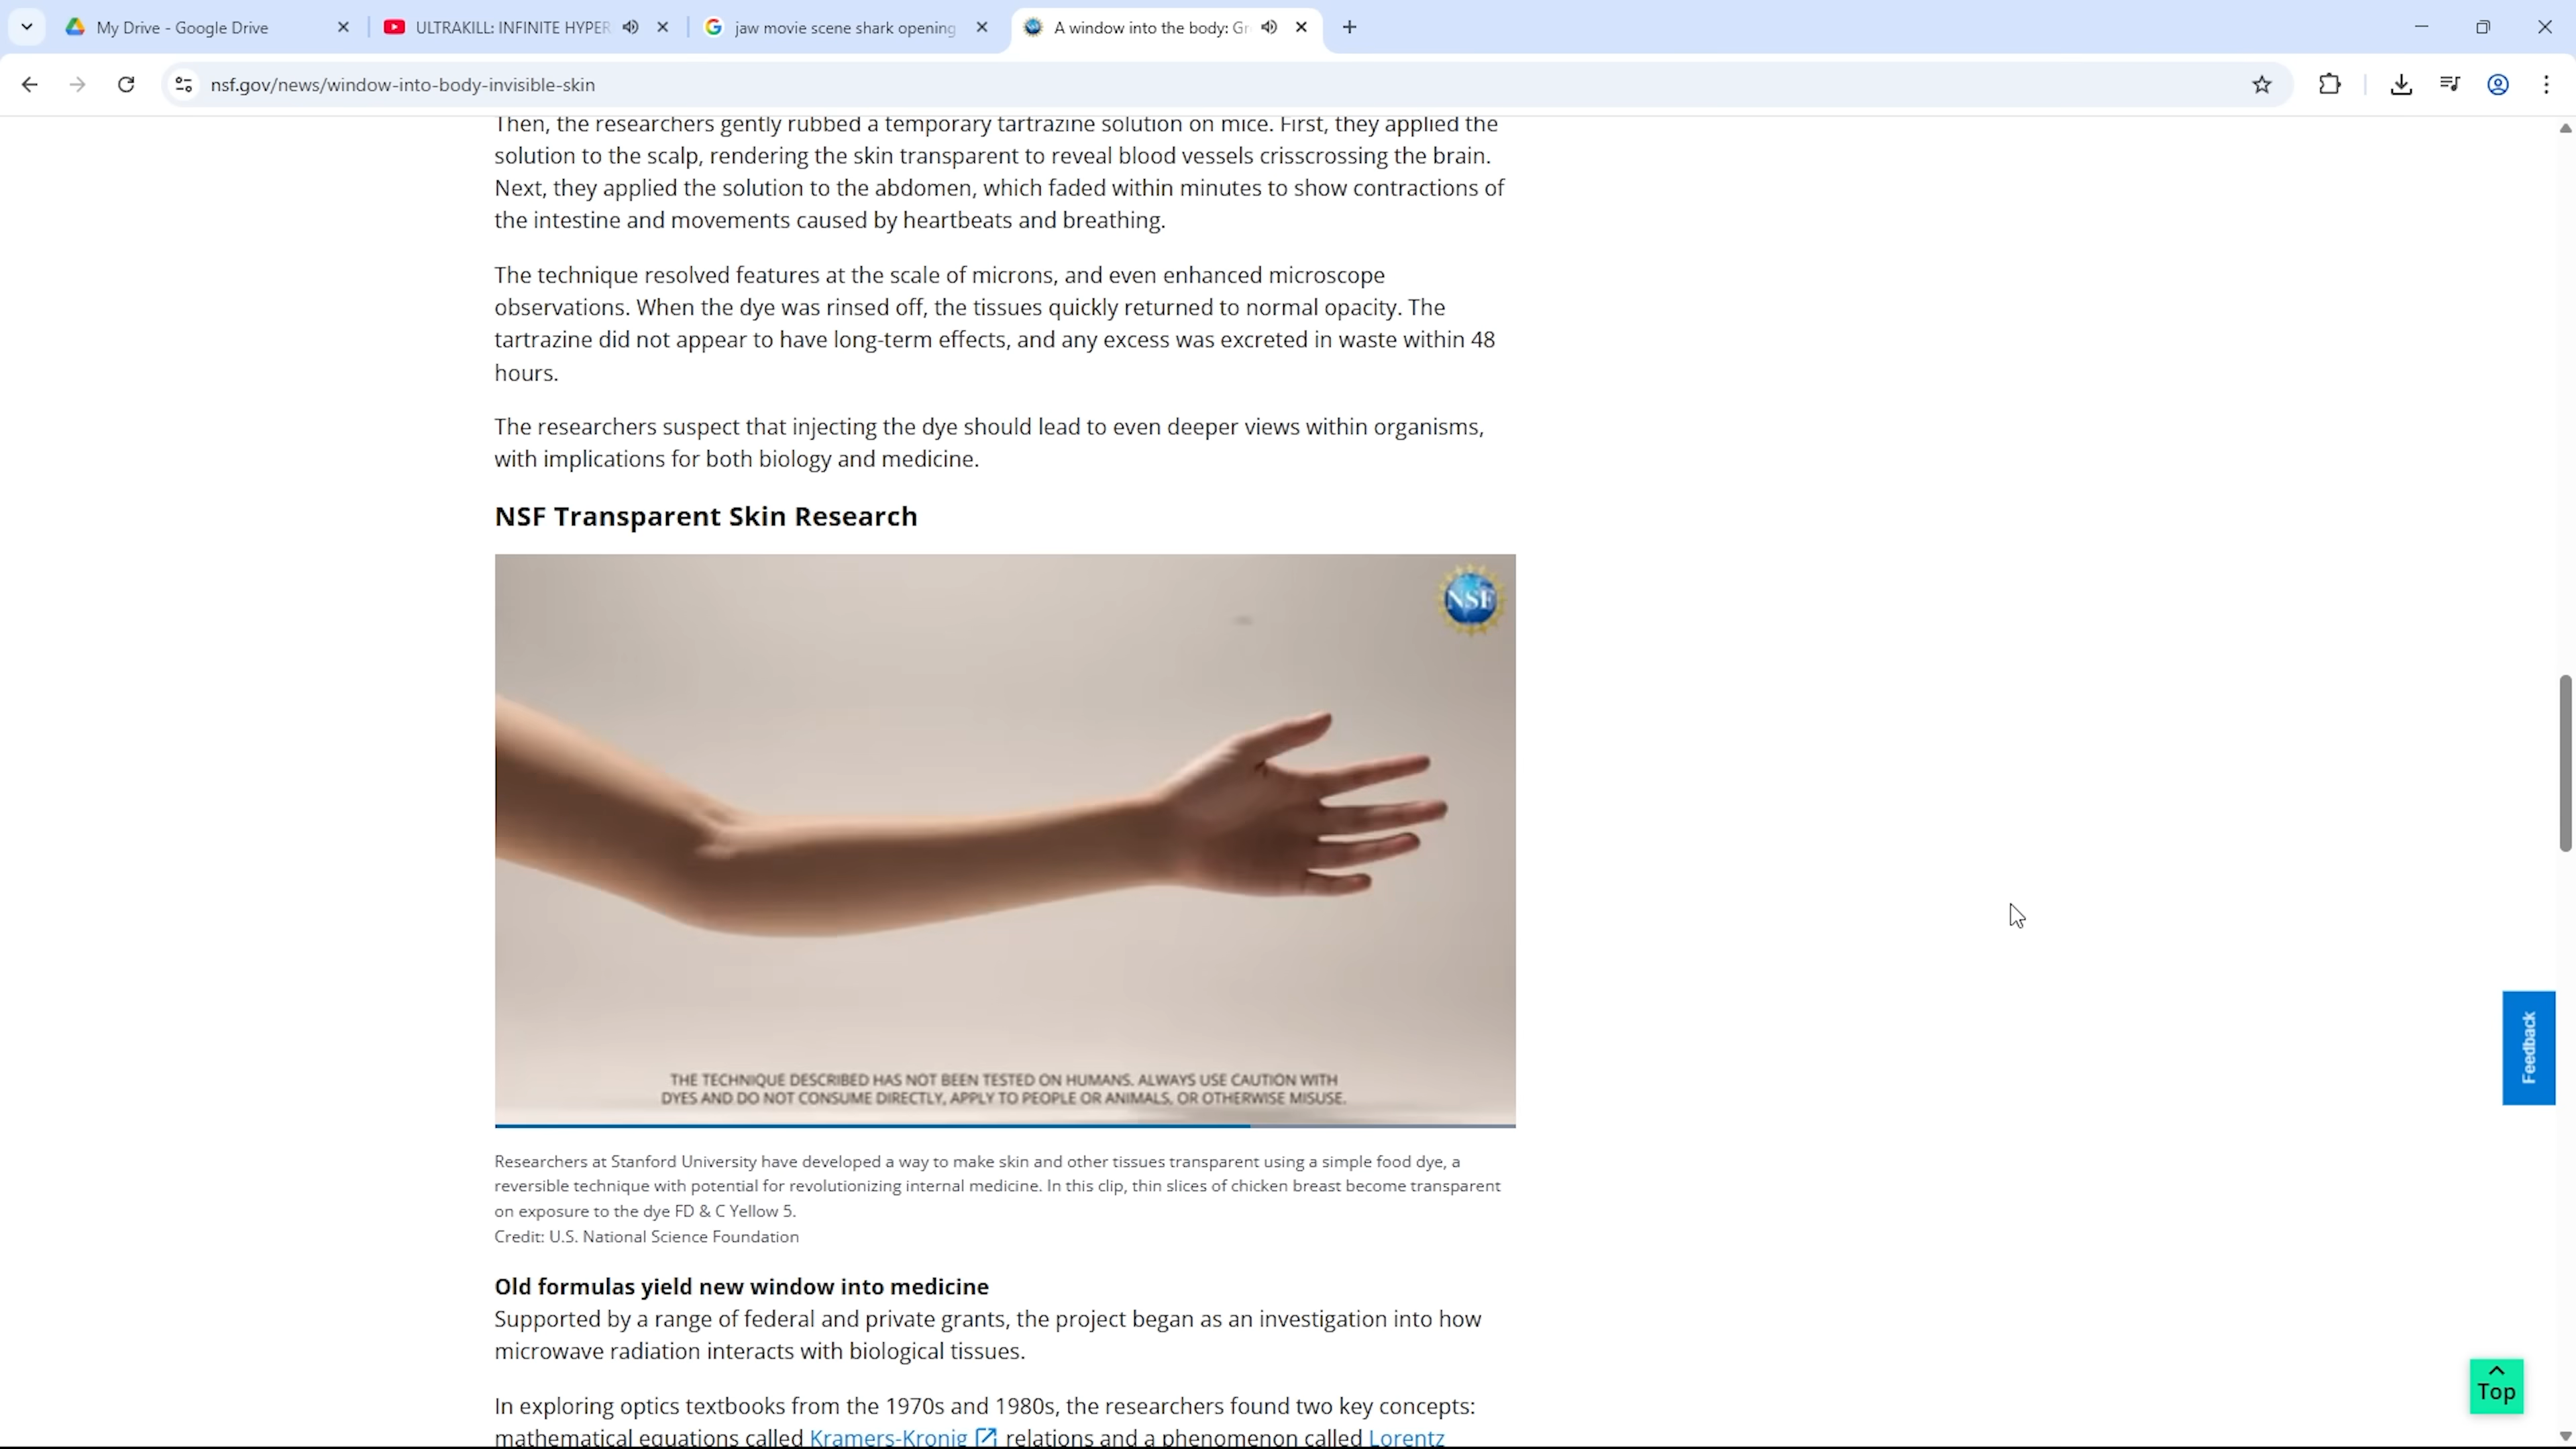 My Drive - Google Drive
ULTRAKILL: INFINITE HYPER
jaw movie scene shark opening
A window into the body: Gr
nsf.gov/news/window-into-body-invisible-skin
Then, the researchers gently rubbed a temporary tartrazine solution on mice. First, they applied the
solution to the scalp, rendering the skin transparent to reveal blood vessels crisscrossing the brain.
Next, they applied the solution to the abdomen, which faded within minutes to show contractions of
the intestine and movements caused by heartbeats and breathing.
The technique resolved features at the scale of microns, and even enhanced microscope
observations. When the dye was rinsed off, the tissues quickly returned to normal opacity. The
tartrazine did not appear to have long-term effects, and any excess was excreted in waste within 48
hours.
The researchers suspect that injecting the dye should lead to even deeper views within organisms,
with implications for both biology and medicine.
NSF Transparent Skin Research
NSF
THE TECHNIQUE DESCRIBED HAS NOT BEEN TESTED ON HUMANS. ALWAYS USE CAUTION WITH
DYES AND DO NOT CONSUME DIRECTLY, APPLY TO PEOPLE OR ANIMALS, OR OTHERWISE MISUSE.
Feedback
Researchers at Stanford University have developed a way to make skin and other tissues transparent using a simple food dye, a
reversible technique with potential for revolutionizing internal medicine. In this clip, thin slices of chicken breast become transparent
on exposure to the dye FD & C Yellow 5.
Credit: U.S. National Science Foundation
Old formulas yield new window into medicine
Supported by a range of federal and private grants, the project began as an investigation into how
microwave radiation interacts with biological tissues.
Top
In exploring optics textbooks from the 1970s and 1980s, the researchers found two key concepts:
mathematical equations called Kramers-Kronig relations and a phenomenon called Lorentz